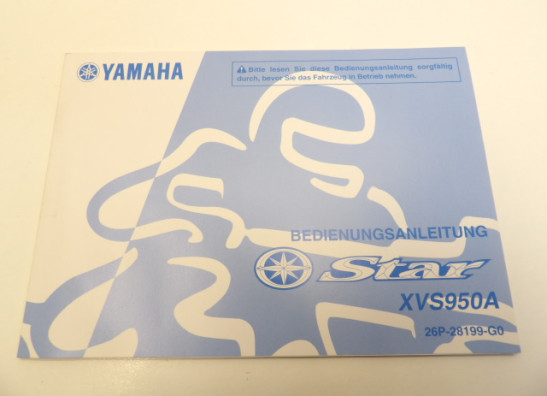 YAMAHA
Bitte lesen Sie diese Bedienungsanleitung sorgfältig
durch, bevor Sie das Fahrzeug in Betrieb nehmen.
BEDIENUNGSANLEITUNG
Star
XVS950A
26P-28199-G0